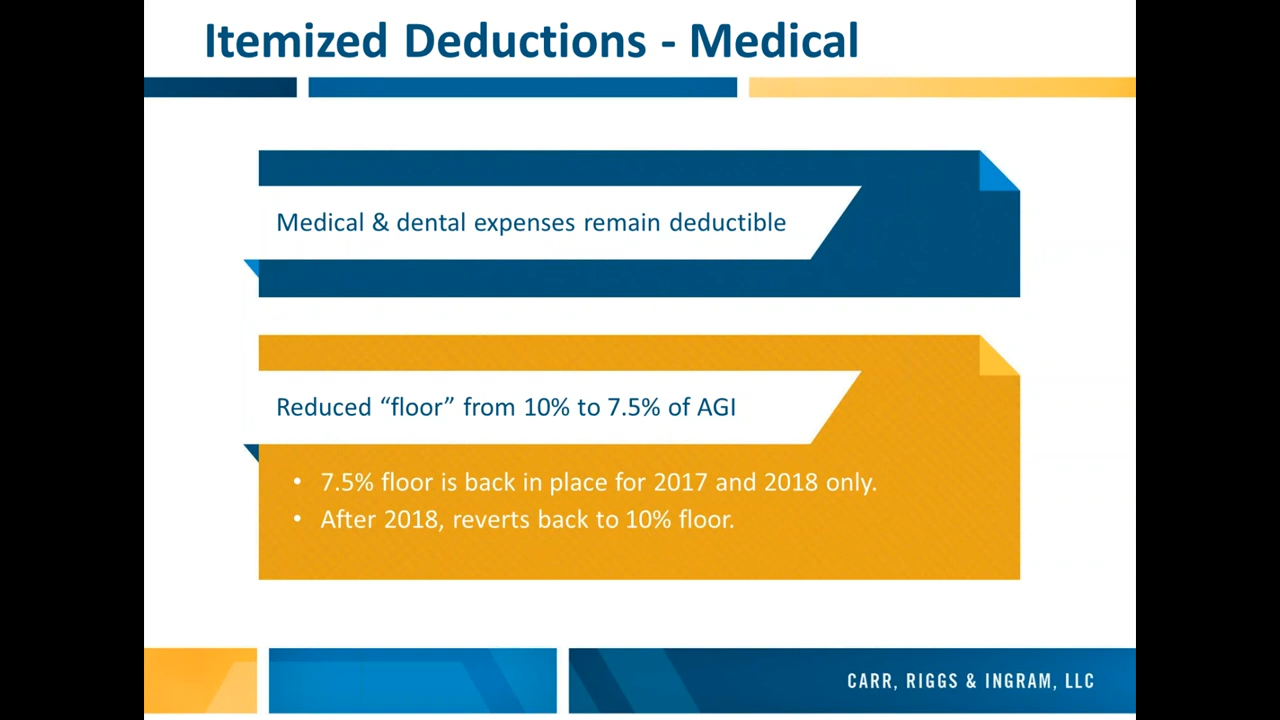 Itemized Deductions - Medical
Medical & dental expenses remain deductible
Reduced “floor” from 10% to 7.5% of AGI
• 7.5% floor is back in place for 2017 and 2018 only.
• After 2018, reverts back to 10% floor.
CARR, RIGGS & INGRAM, LLC